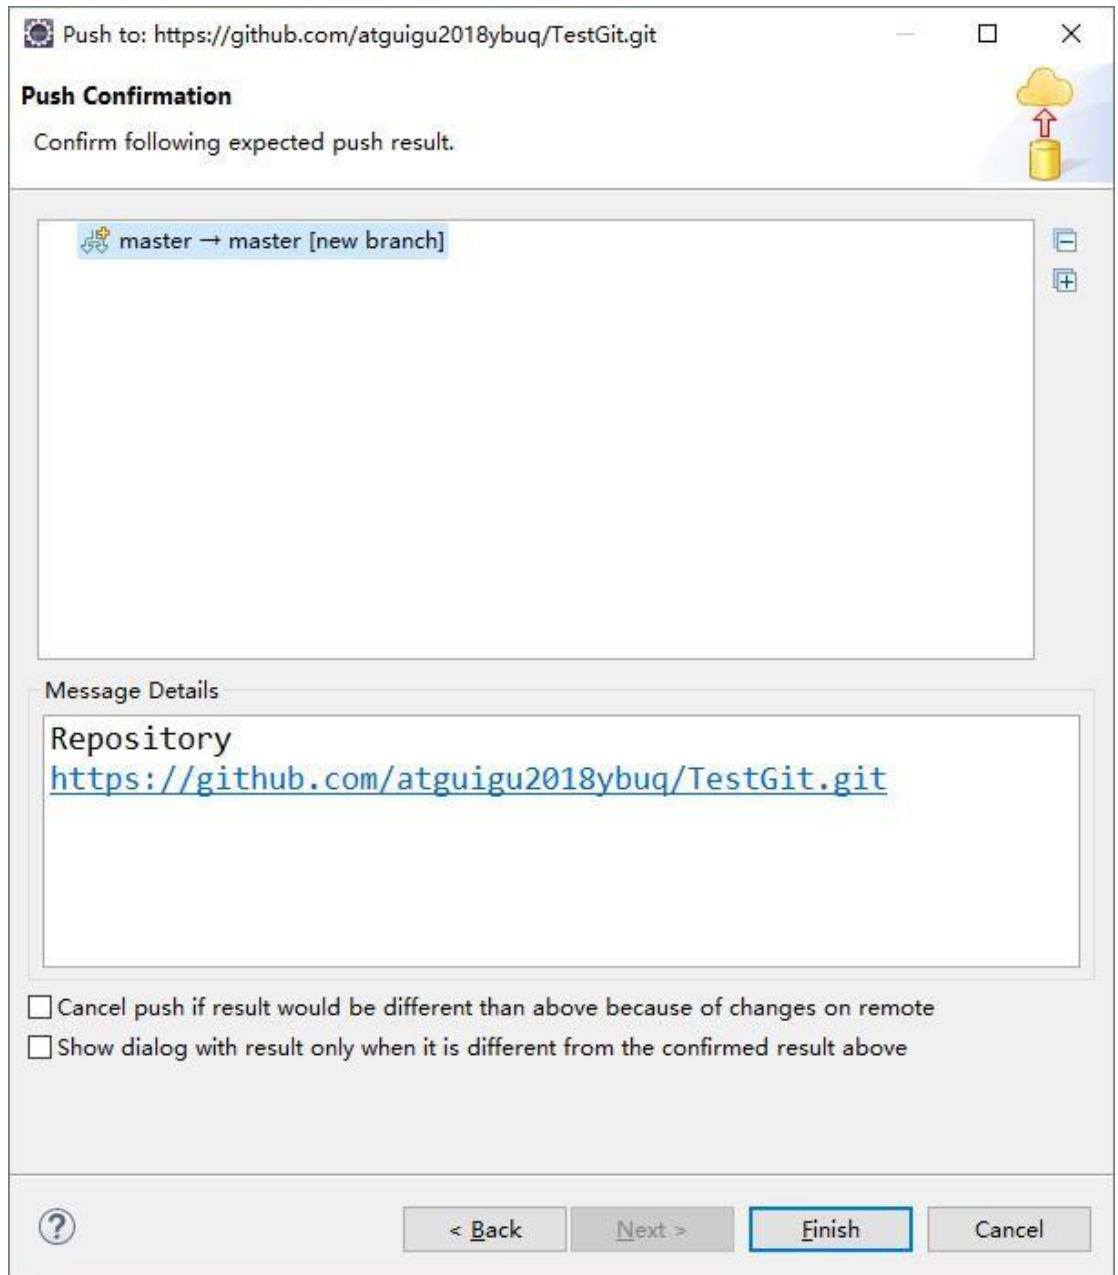 Push to: https://github.com/atguigu2018ybuq/TestGit.git
Push Confirmation
Confirm following expected push result.
master → master [new branch]
Message Details
Repository
https://github.com/atguigu2018ybuq/TestGit.git
Cancel push if result would be different than above because of changes on remote
Show dialog with result only when it is different from the confirmed result above
? < Back Next > Finish Cancel